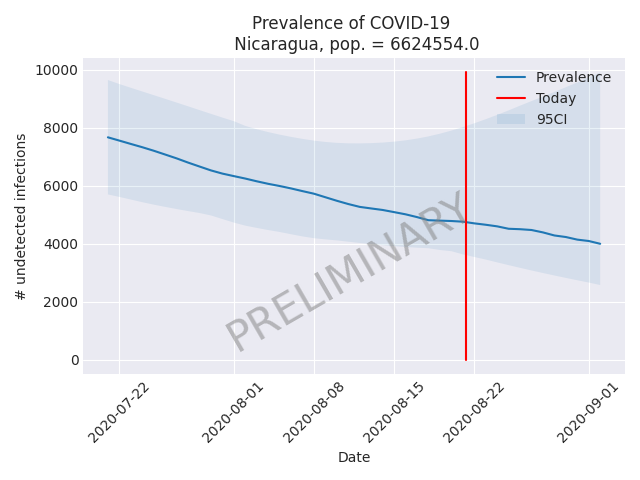 Prevalence of COVID-19
Nicaragua, pop. = 6624554.0
10000
8000
6000
4000
2000
0
# undetected infections
Prevalence
Today
95CI
PRELIMINARY
2020-07-22
2020-08-01
2020-08-08
2020-08-15
2020-08-22
2020-09-01
Date